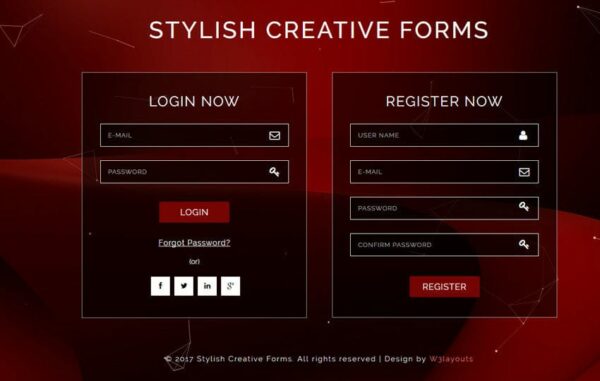 STYLISH CREATIVE FORMS
LOGIN NOW
E-MAIL
PASSWORD
LOGIN
Forgot Password?
(or)
f
in
g+
REGISTER NOW
USER NAME
E-MAIL
PASSWORD
CONFIRM PASSWORD
REGISTER
© 2017 Stylish Creative Forms. All rights reserved | Design by W3layouts